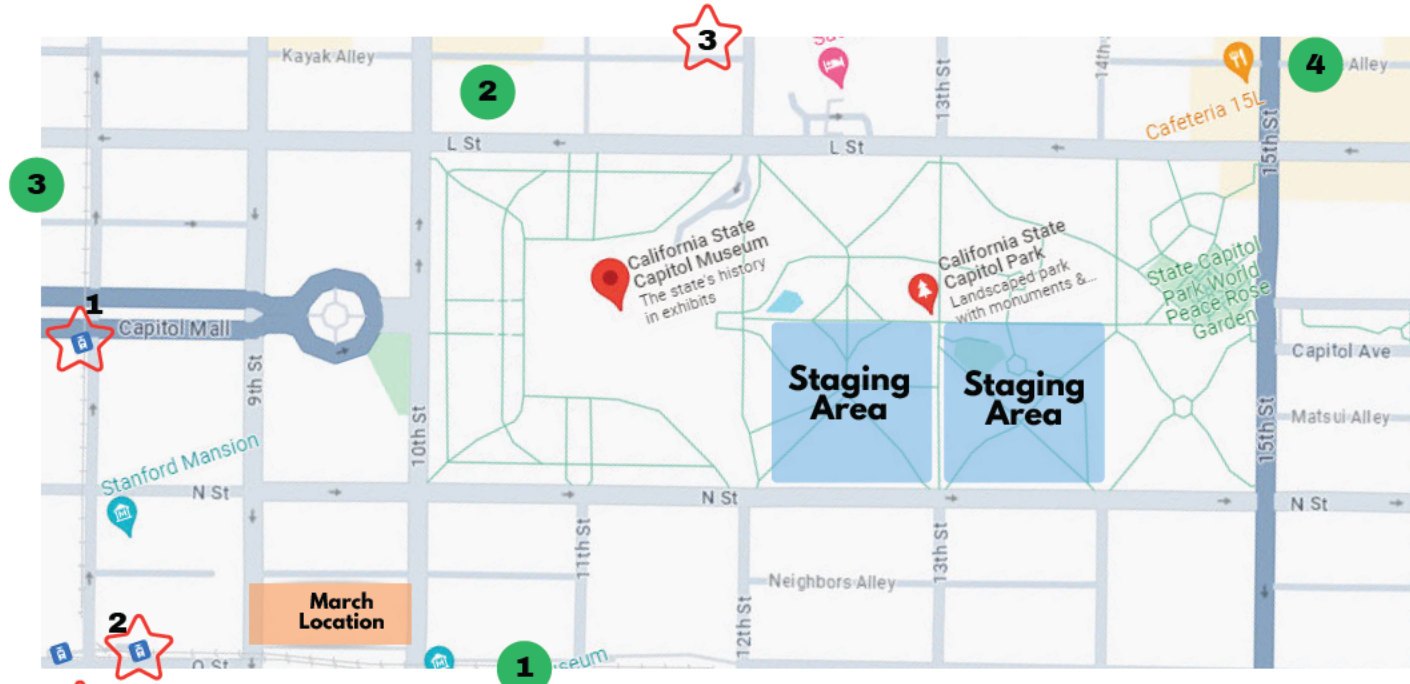 3
Kayak Alley
2
13th St
14th
4
Alley
Cafeteria 15L
L St
L St
15th St
3
California State
Capitol Museum
The state's history
in exhibits
California State
Capitol Park
Landscaped park
with monuments &...
State Capitol
Park World
Peace Rose
Garden
1
Capitol Mall
9th St
10th St
Staging
Area
Staging
Area
Capitol Ave
Matsui Alley
15th St
Stanford Mansion
N St
N St
N St
11th St
12th St
13th St
Neighbors Alley
March
Location
2
O St
1